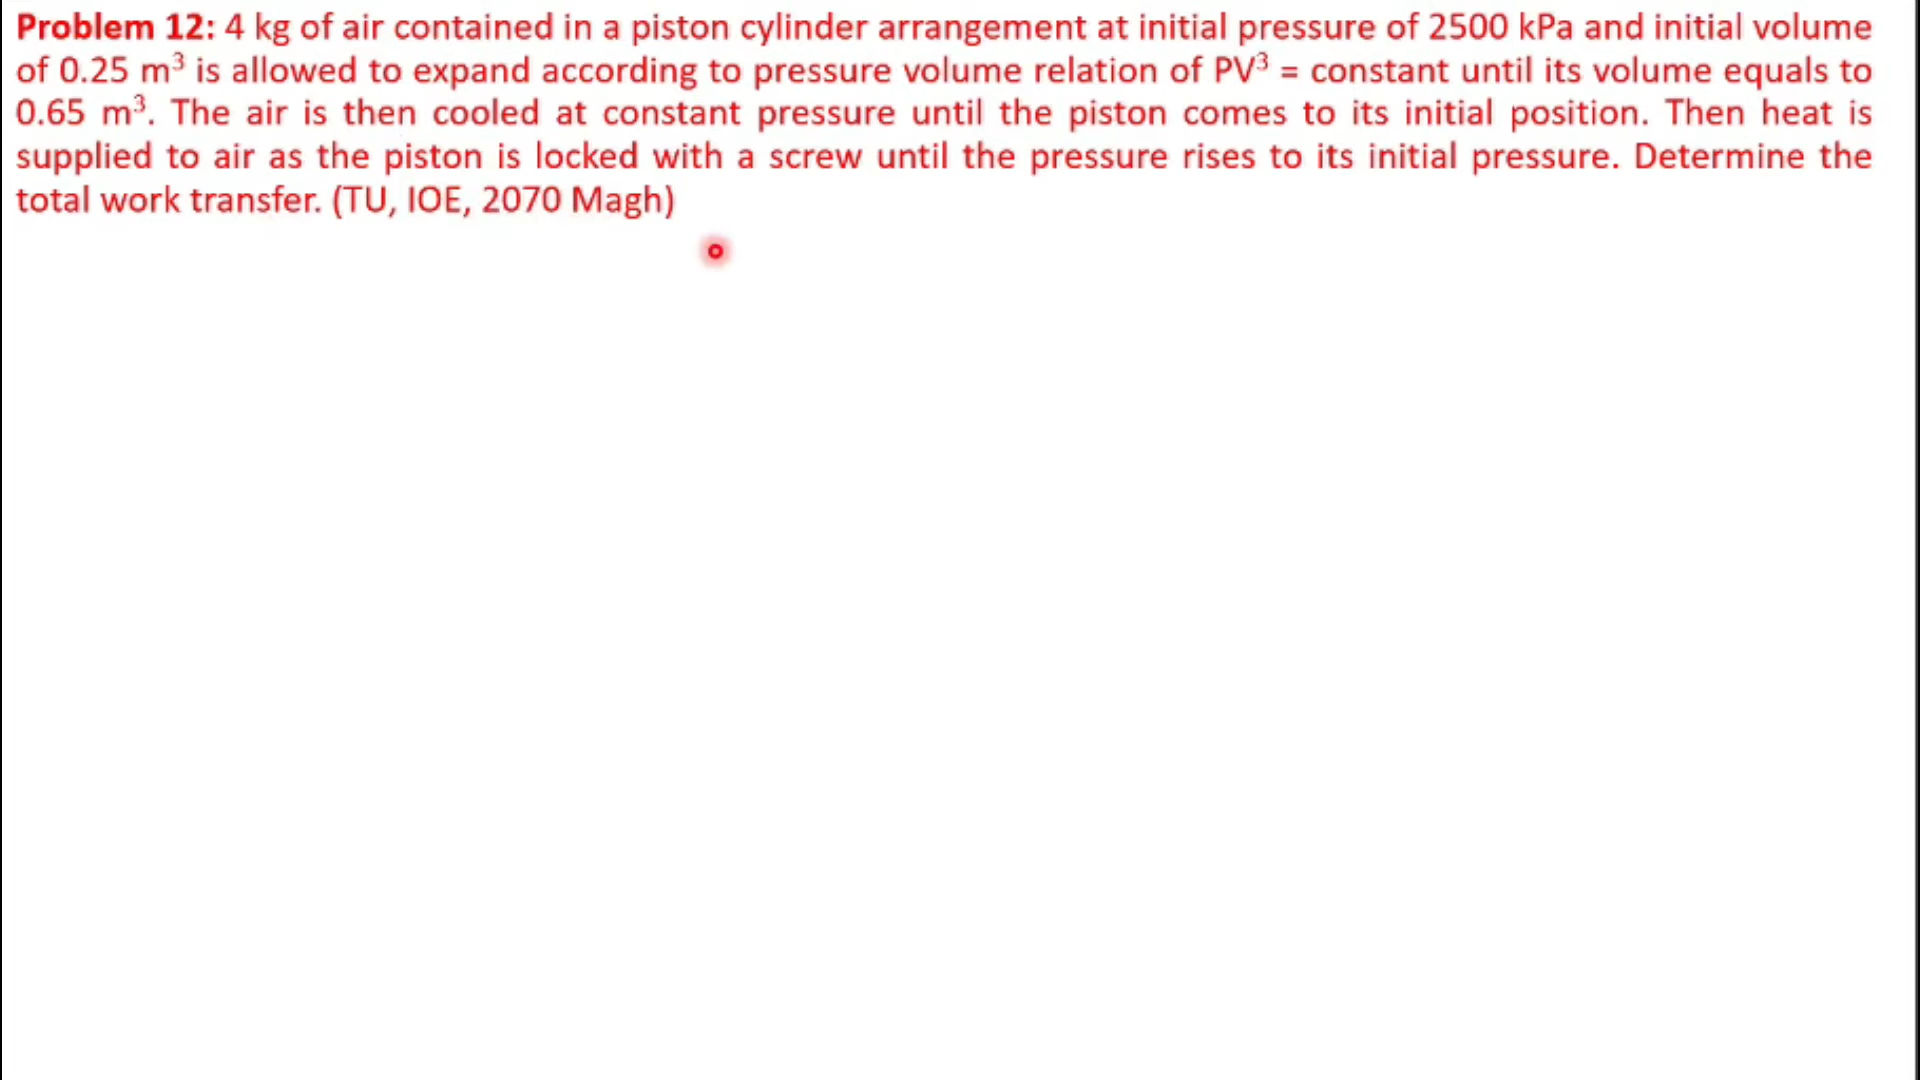 Problem 12: 4 kg of air contained in a piston cylinder arrangement at initial pressure of 2500 kPa and initial volume
of 0.25 m³ is allowed to expand according to pressure volume relation of PV³ = constant until its volume equals to
0.65 m³. The air is then cooled at constant pressure until the piston comes to its initial position. Then heat is
supplied to air as the piston is locked with a screw until the pressure rises to its initial pressure. Determine the
total work transfer. (TU, IOE, 2070 Magh)